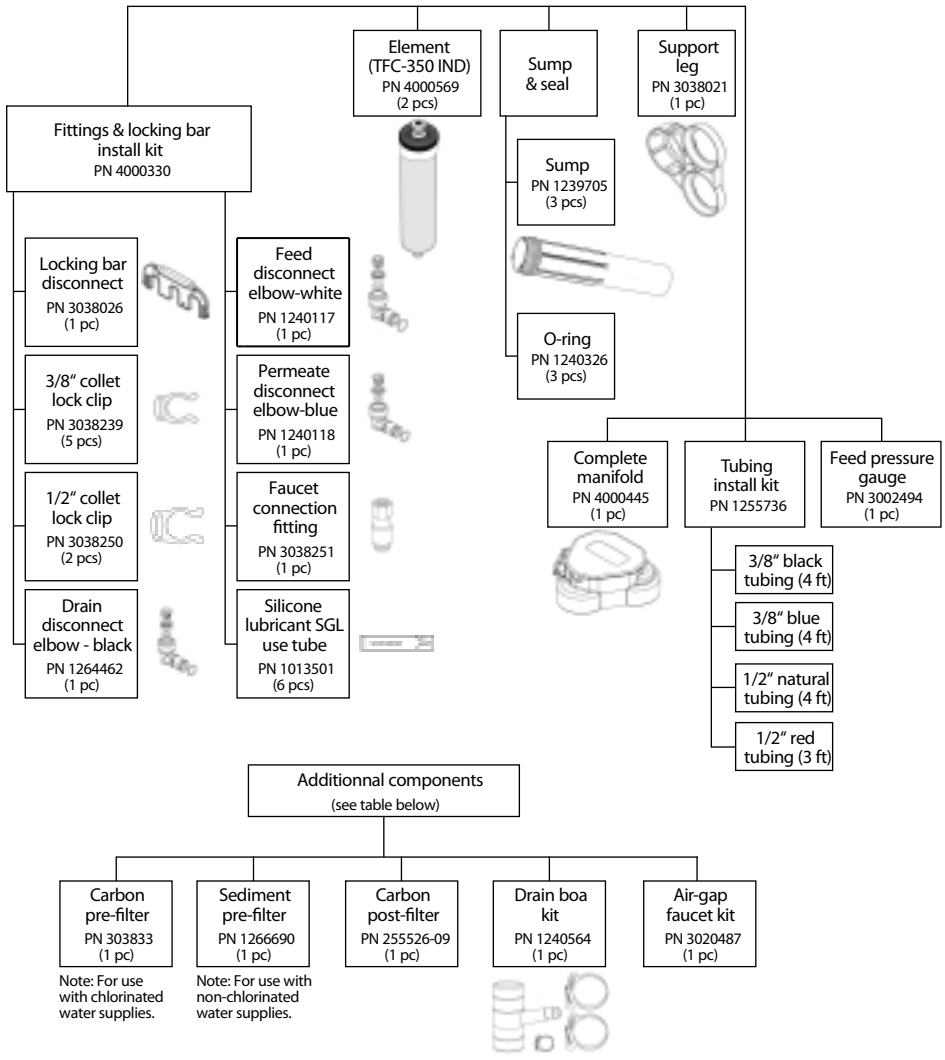 Element
(TFC-350 IND)
PN 4000569
(2 pcs)
Sump
& seal
Support
leg
PN 3038021
(1 pc)
Fittings & locking bar
install kit
PN 4000330
Sump
PN 1239705
(3 pcs)
O-ring
PN 1240326
(3 pcs)
Locking bar
disconnect
PN 3038026
(1 pc)
3/8“ collet
lock clip
PN 3038239
(5 pcs)
1/2“ collet
lock clip
PN 3038250
(2 pcs)
Drain
disconnect
elbow - black
PN 1264462
(1 pc)
Feed
disconnect
elbow-white
PN 1240117
(1 pc)
Permeate
disconnect
elbow-blue
PN 1240118
(1 pc)
Faucet
connection
fitting
PN 3038251
(1 pc)
Silicone
lubricant SGL
use tube
PN 1013501
(6 pcs)
Complete
manifold
PN 4000445
(1 pc)
Tubing
install kit
PN 1255736
Feed pressure
gauge
PN 3002494
(1 pc)
3/8“ black
tubing (4 ft)
3/8“ blue
tubing (4 ft)
1/2“ natural
tubing (4 ft)
1/2“ red
tubing (3 ft)
Additionnal components
(see table below)
Carbon
pre-filter
PN 303833
(1 pc)
Note: For use
with chlorinated
water supplies.
Sediment
pre-filter
PN 1266690
(1 pc)
Note: For use with
non-chlorinated
water supplies.
Carbon
post-filter
PN 255526-09
(1 pc)
Drain boa
kit
PN 1240564
(1 pc)
Air-gap
faucet kit
PN 3020487
(1 pc)